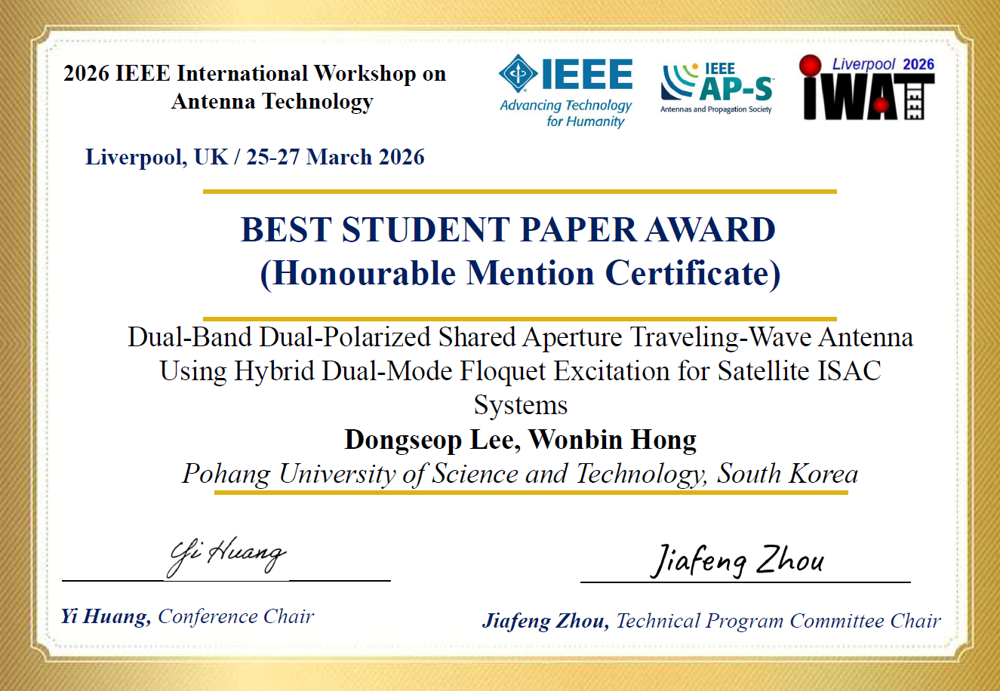 2026 IEEE International Workshop on
Antenna Technology
IEEE
Advancing Technology
for Humanity
IEEE
AP-S™
Antennas and Propagation Society
Liverpool 2026
iWAT
IEEE
Liverpool, UK / 25-27 March 2026
BEST STUDENT PAPER AWARD
(Honourable Mention Certificate)
Dual-Band Dual-Polarized Shared Aperture Traveling-Wave Antenna
Using Hybrid Dual-Mode Floquet Excitation for Satellite ISAC
Systems
Dongseop Lee, Wonbin Hong
Pohang University of Science and Technology, South Korea
Yi Huang
Jiafeng Zhou
Yi Huang, Conference Chair
Jiafeng Zhou, Technical Program Committee Chair